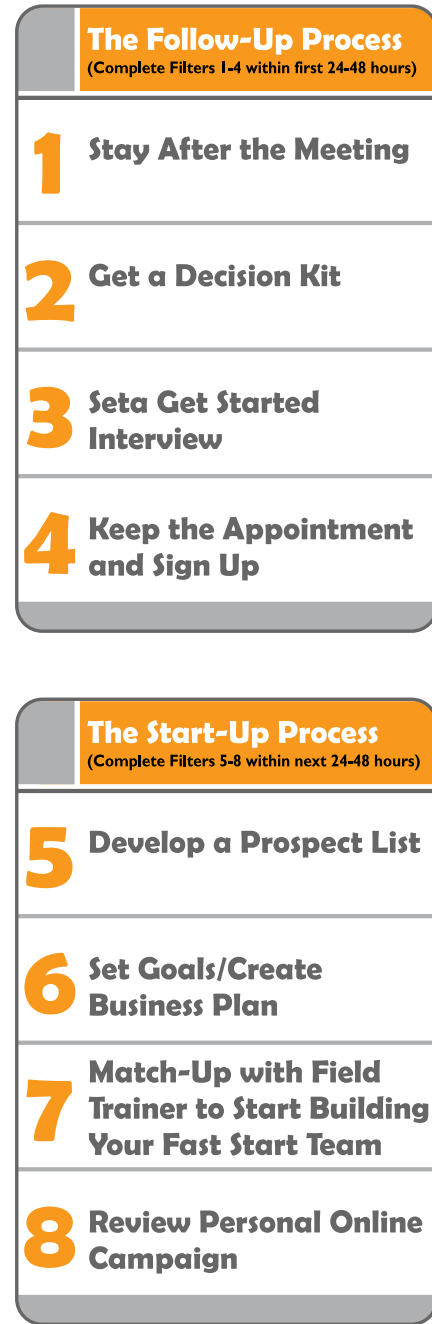 The Follow-Up Process
(Complete Filters 1-4 within first 24-48 hours)
1
Stay After the Meeting
2
Get a Decision Kit
3
Seta Get Started
Interview
4
Keep the Appointment
and Sign Up
The Start-Up Process
(Complete Filters 5-8 within next 24-48 hours)
5
Develop a Prospect List
6
Set Goals/Create
Business Plan
7
Match-Up with Field
Trainer to Start Building
Your Fast Start Team
8
Review Personal Online
Campaign